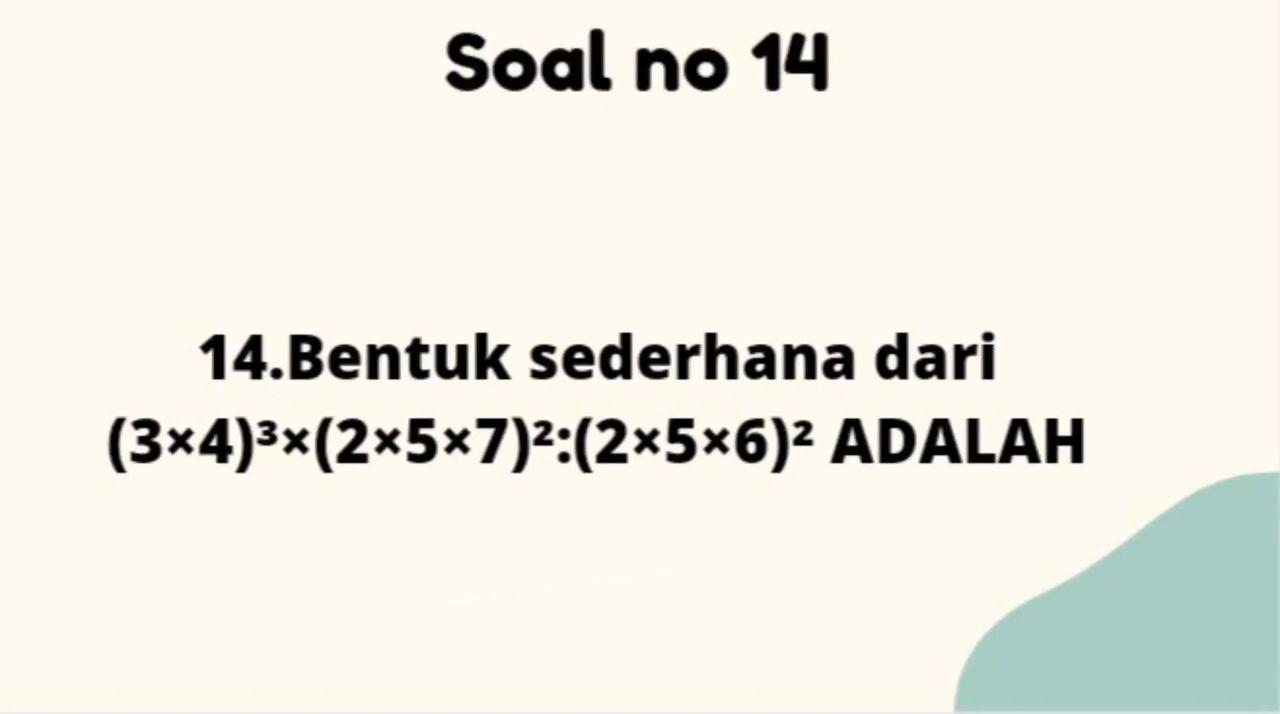 Soal no 14
14.Bentuk sederhana dari
(3×4)³×(2×5×7)²:(2×5×6)² ADALAH